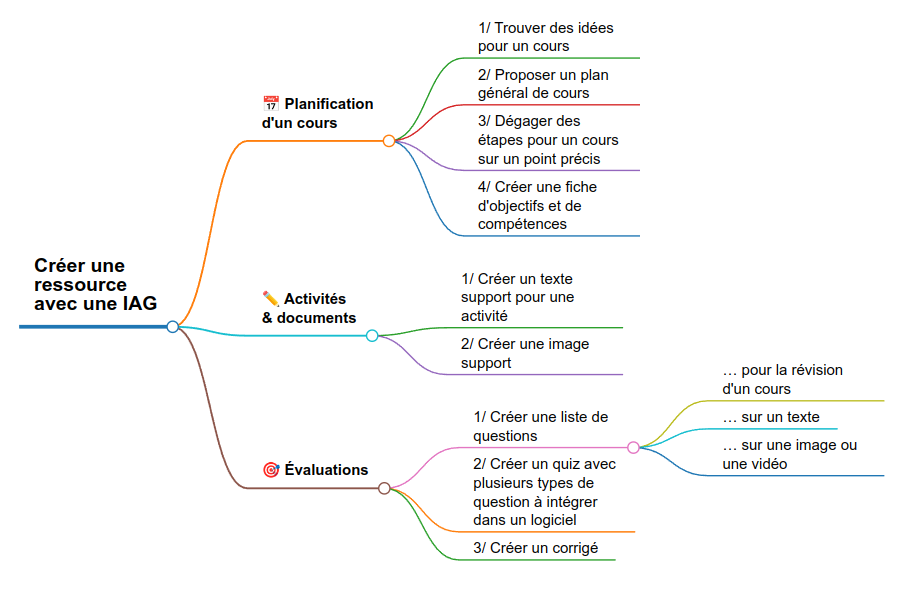 Créer une
ressource
avec une IAG
📅 Planification
d'un cours
1/ Trouver des idées
pour un cours
2/ Proposer un plan
général de cours
3/ Dégager des
étapes pour un cours
sur un point précis
4/ Créer une fiche
d'objectifs et de
compétences
✏️ Activités
& documents
1/ Créer un texte
support pour une
activité
2/ Créer une image
support
🎯 Évaluations
1/ Créer une liste de
questions
… pour la révision
d'un cours
… sur un texte
… sur une image ou
une vidéo
2/ Créer un quiz avec
plusieurs types de
question à intégrer
dans un logiciel
3/ Créer un corrigé